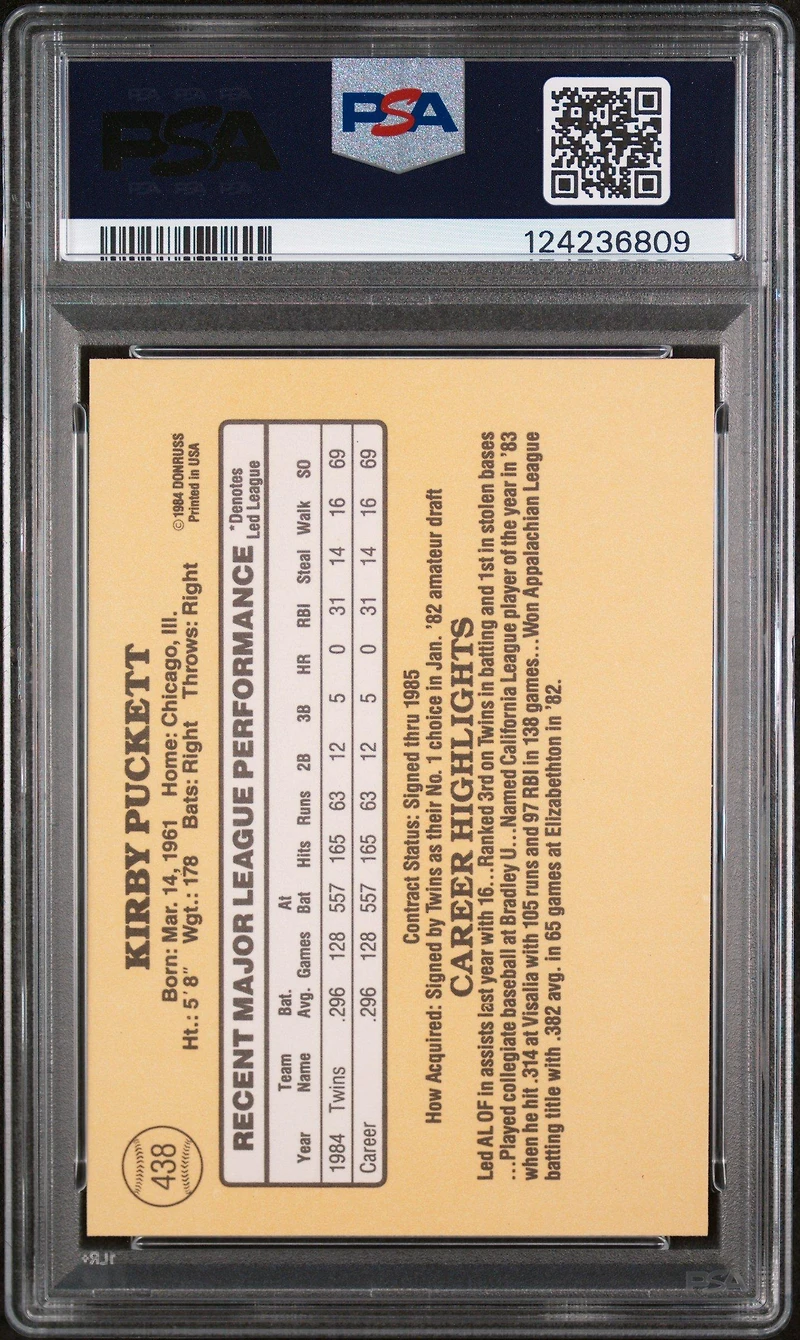 PSA
PSA
124236809
438
KIRBY PUCKETT
©1984 DONRUSS
Printed in USA
Born: Mar. 14, 1961 Home: Chicago, Ill.
Ht.: 5'8" Wgt.: 178 Bats: Right Throws: Right
RECENT MAJOR LEAGUE PERFORMANCE *Denotes Led League
Year Team Name Bat. Avg. Games At Bat Hits Runs 2B 3B HR RBI Steal Walk SO
1984 Twins .296 128 557 165 63 12 5 0 31 14 16 69
Career .296 128 557 165 63 12 5 0 31 14 16 69
Contract Status: Signed thru 1985
How Acquired: Signed by Twins as their No. 1 choice in Jan. '82 amateur draft
CAREER HIGHLIGHTS
Led AL OF in assists last year with 16...Ranked 3rd on Twins in batting and 1st in stolen bases
...Played collegiate baseball at Bradley U...Named California League player of the year in '83
when he hit .314 at Visalia with 105 runs and 97 RBI in 138 games...Won Appalachian League
batting title with .382 avg. in 65 games at Elizabethton in '82.
1LR+
PSA